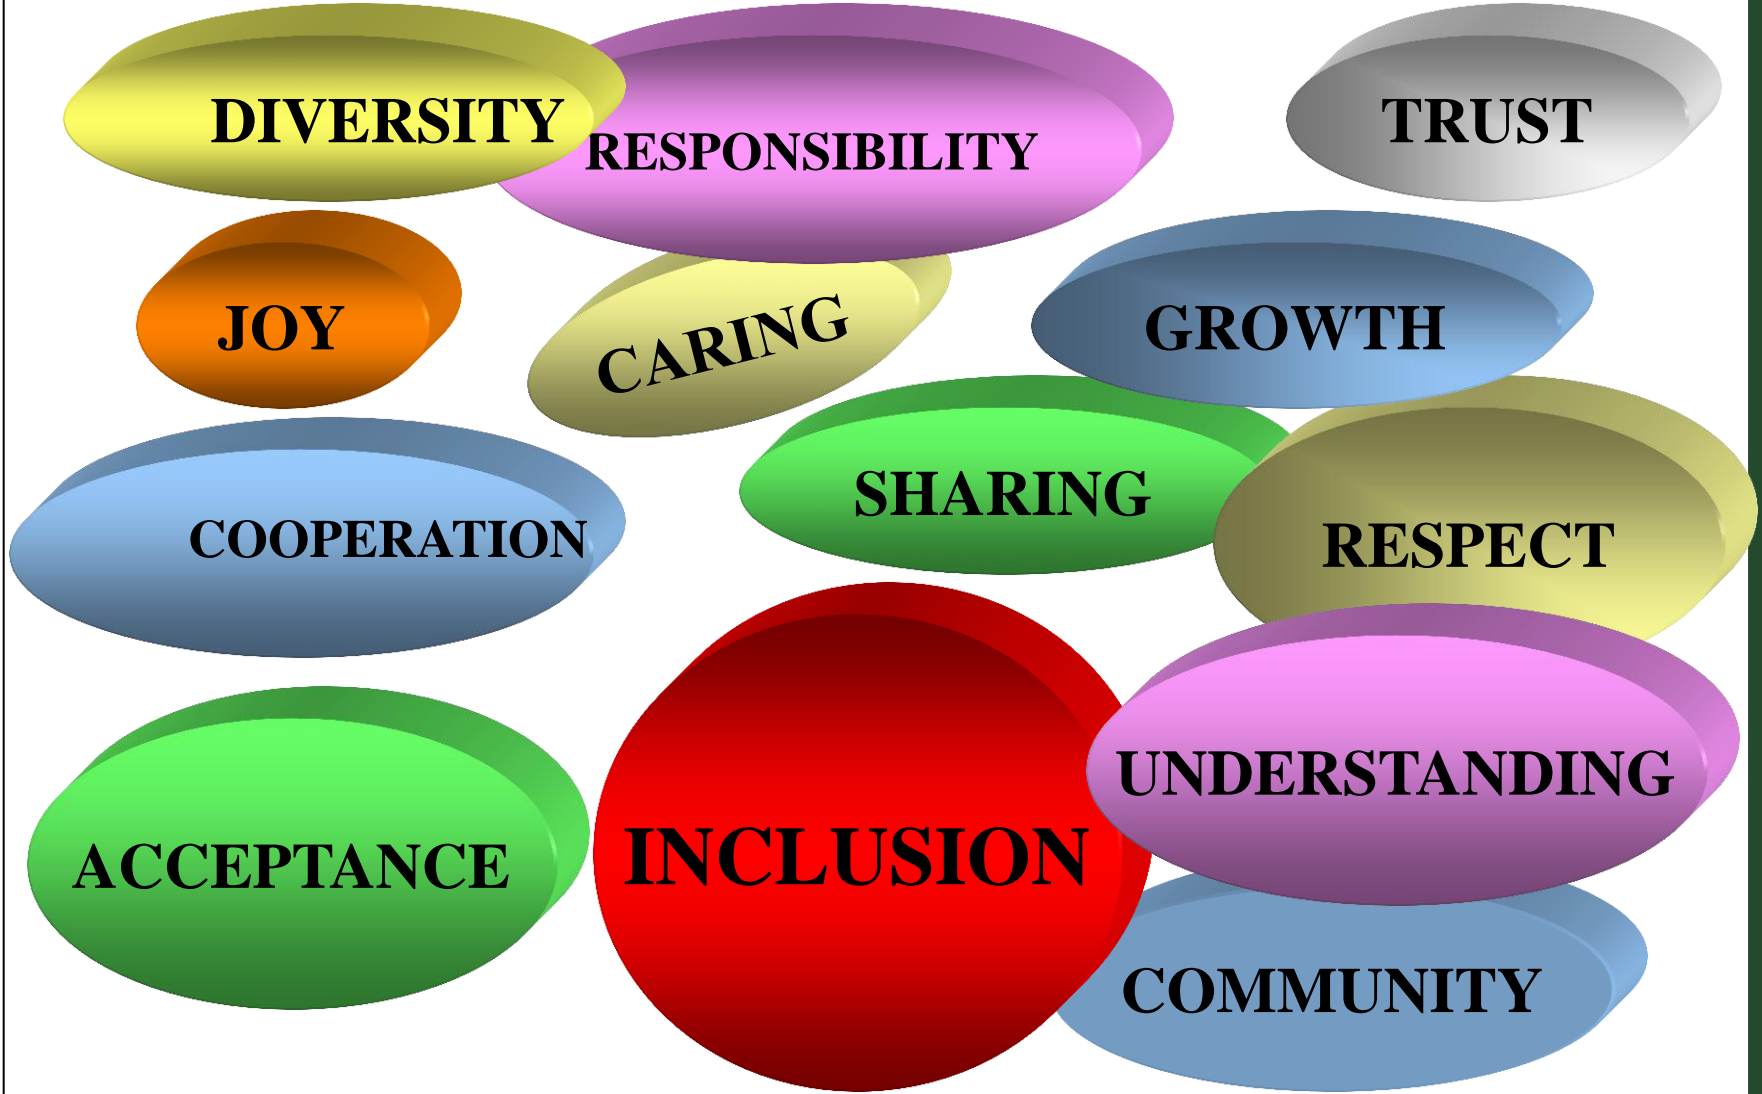 DIVERSITY
RESPONSIBILITY
TRUST
JOY
CARING
GROWTH
COOPERATION
SHARING
RESPECT
ACCEPTANCE
INCLUSION
UNDERSTANDING
COMMUNITY